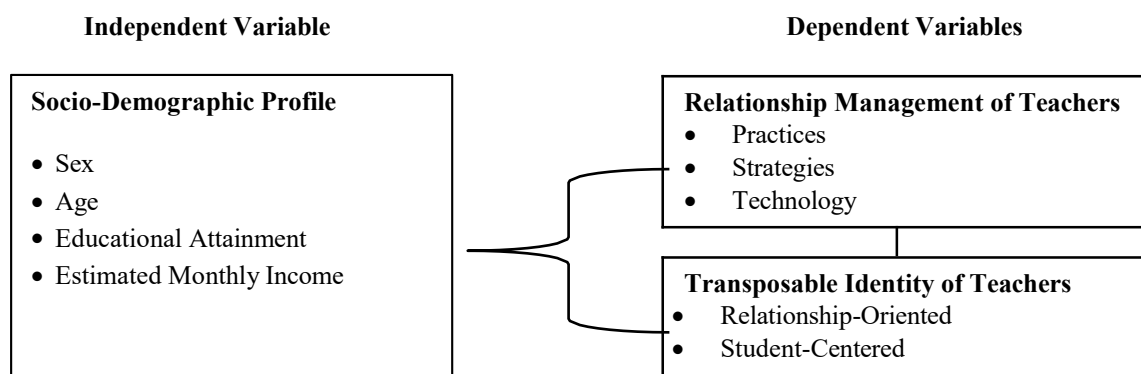 Independent Variable
Dependent Variables
Socio-Demographic Profile
• Sex
• Age
• Educational Attainment
• Estimated Monthly Income
Relationship Management of Teachers
• Practices
• Strategies
• Technology
Transposable Identity of Teachers
• Relationship-Oriented
• Student-Centered